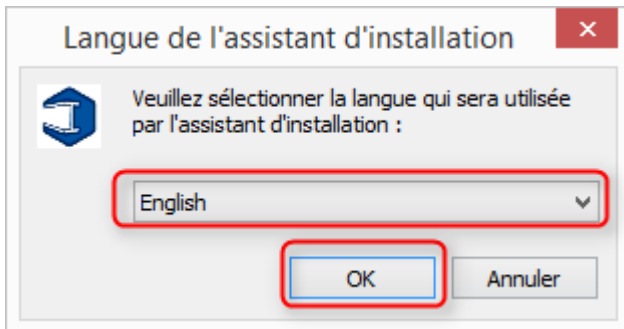 Langue de l'assistant d'installation
Veuillez sélectionner la langue qui sera utilisée
par l'assistant d'installation :
English
OK
Annuler